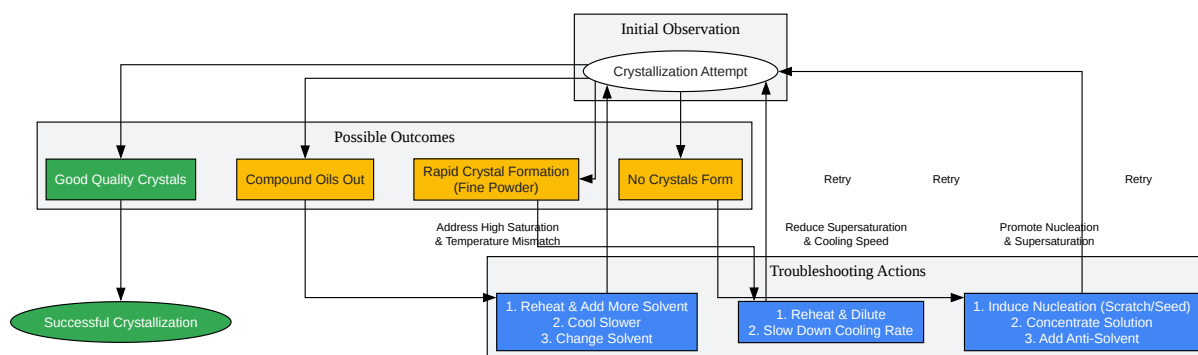 Initial Observation
Crystallization Attempt
Possible Outcomes
Good Quality Crystals
Compound Oils Out
Rapid Crystal Formation
(Fine Powder)
No Crystals Form
Retry
Retry
Retry
Address High Saturation
& Temperature Mismatch
Reduce Supersaturation
& Cooling Speed
Promote Nucleation
& Supersaturation
Troubleshooting Actions
Successful Crystallization
1. Reheat & Add More Solvent
2. Cool Slower
3. Change Solvent
1. Reheat & Dilute
2. Slow Down Cooling Rate
1. Induce Nucleation (Scratch/Seed)
2. Concentrate Solution
3. Add Anti-Solvent